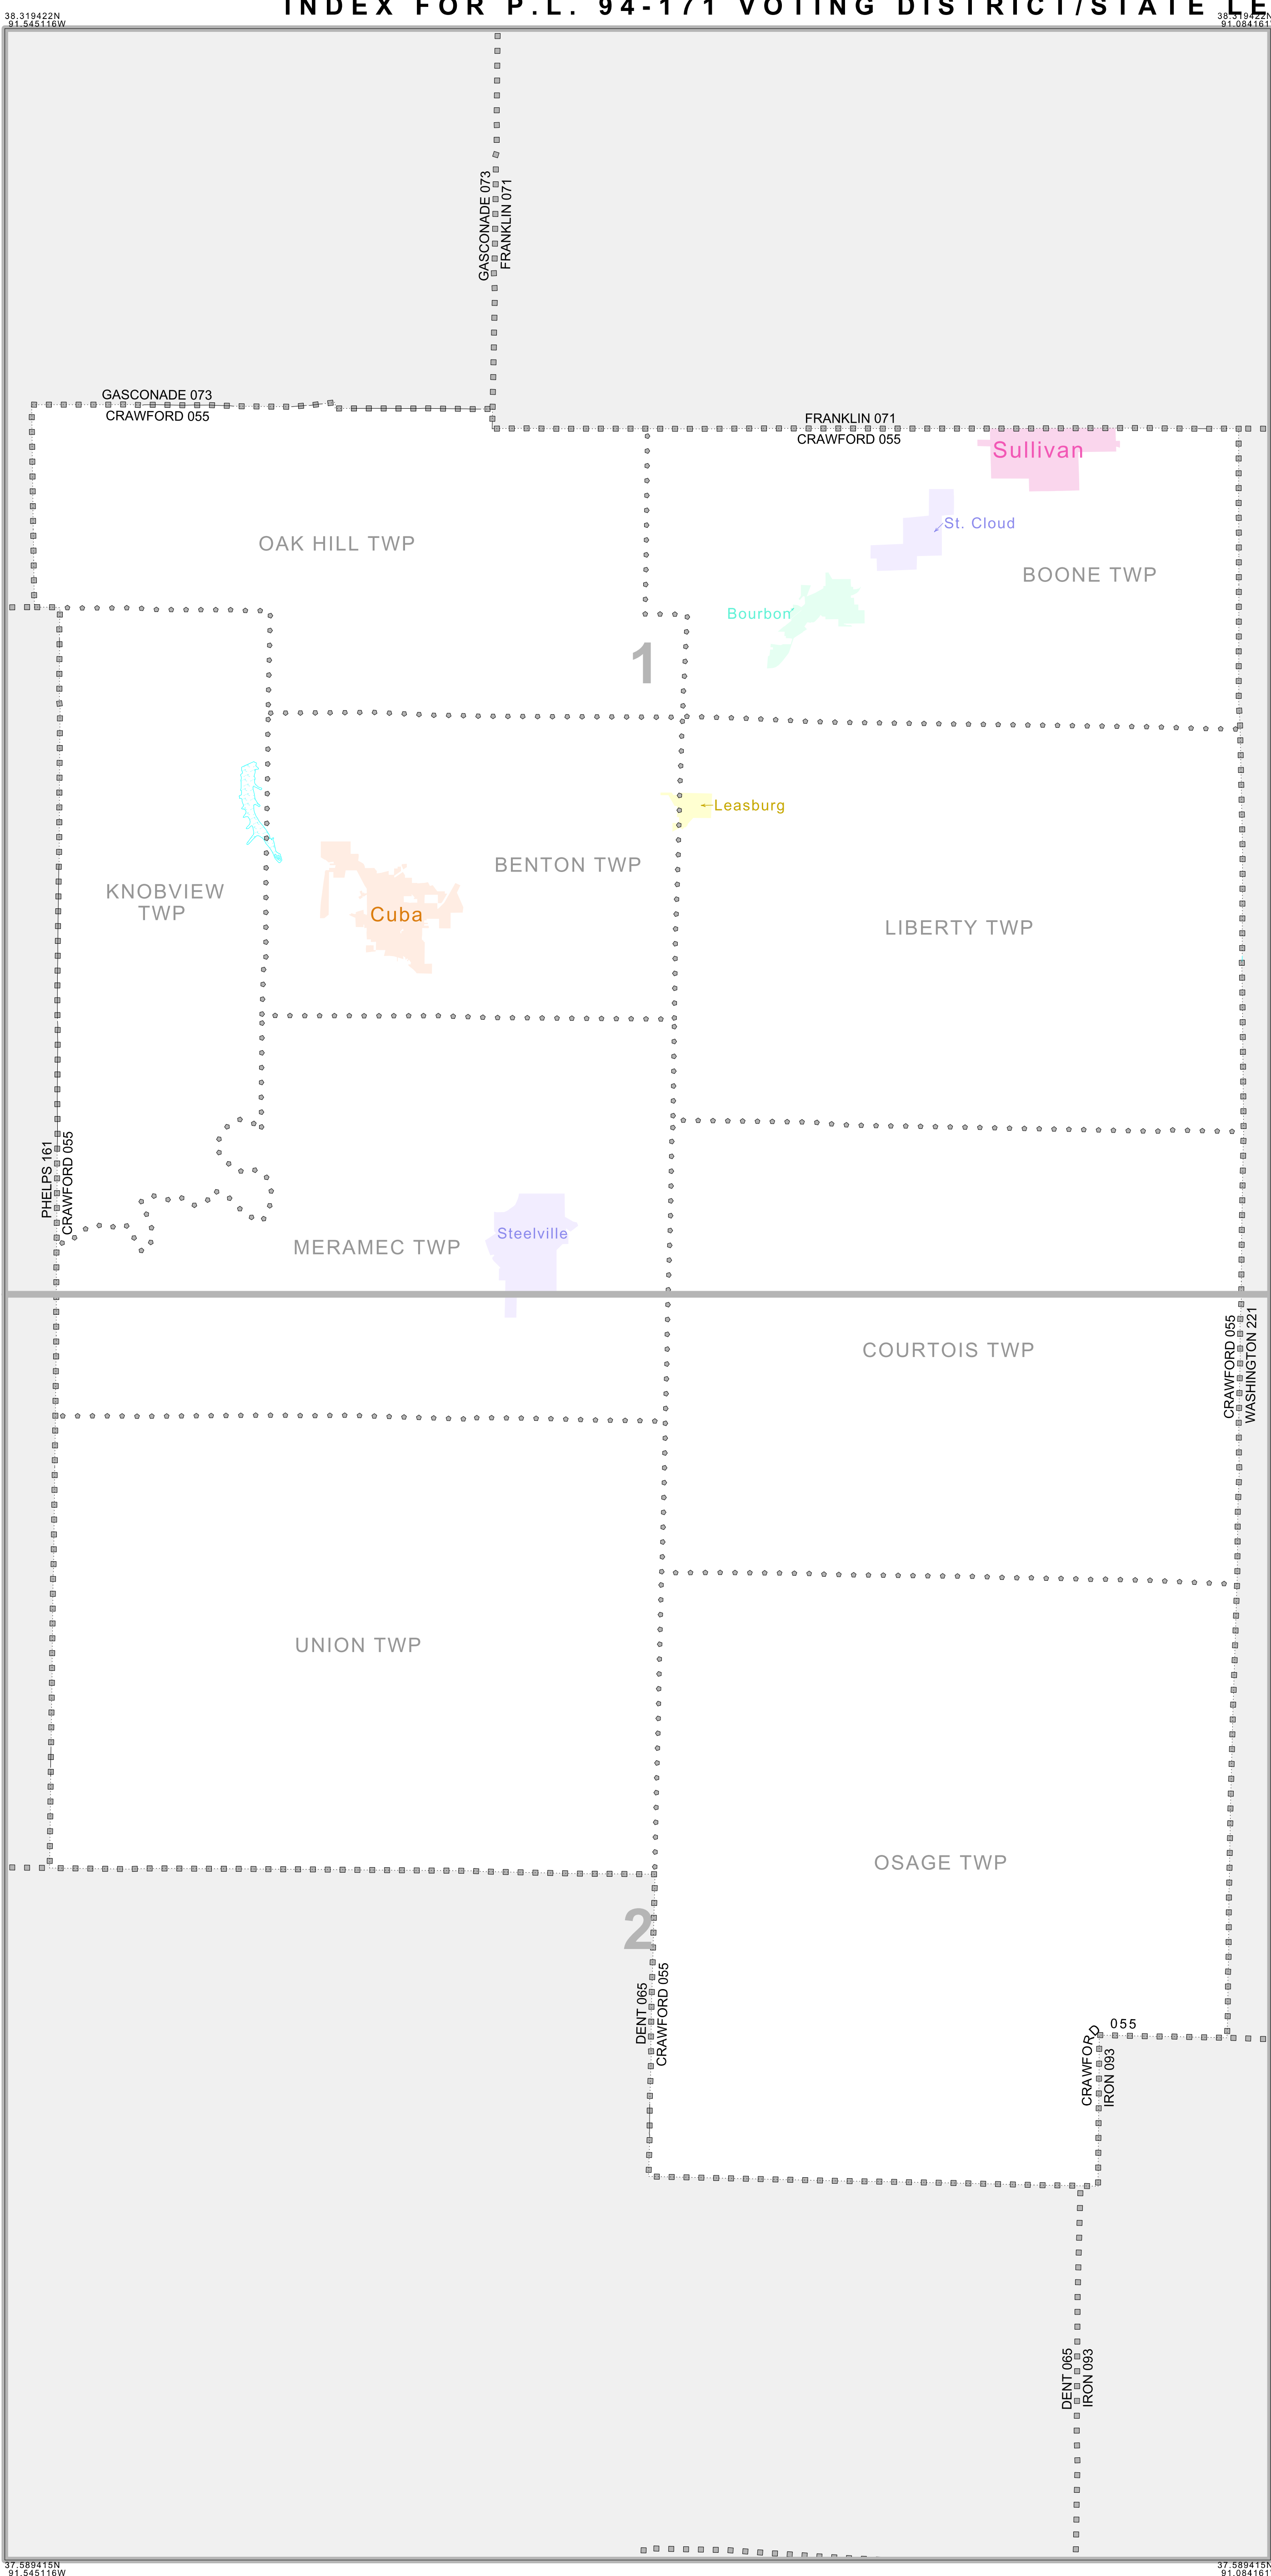 INDEX FOR P.L. 94-171 VOTING DISTRICT/STATE LE
38.319422N
91.545116W
38.319422N
91.084161
GASCONADE 073
FRANKLIN 071
GASCONADE 073
CRAWFORD 055
FRANKLIN 071
CRAWFORD 055
Sullivan
St. Cloud
OAK HILL TWP
BOONE TWP
Bourbon
1
Leasburg
BENTON TWP
KNOBVIEW
TWP
Cuba
LIBERTY TWP
PHELPS 161
CRAWFORD 055
Steelville
MERAMEC TWP
COURTOIS TWP
CRAWFORD 055
WASHINGTON 221
UNION TWP
OSAGE TWP
2
DENT 065
CRAWFORD 055
CRAWFORD 055
IRON 093
DENT 065
IRON 093
37.589415N
91.545116W
37.589415N
91.084161